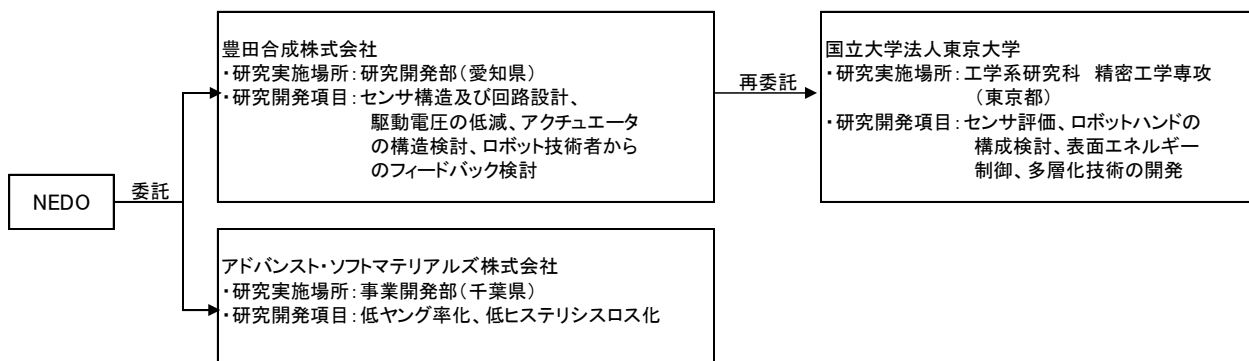 NEDO
委託
豊田合成株式会社
・研究実施場所：研究開発部（愛知県）
・研究開発項目：センサ構造及び回路設計、
駆動電圧の低減、アクチュエータ
の構造検討、ロボット技術者から
のフィードバック検討
再委託
国立大学法人東京大学
・研究実施場所：工学系研究科　精密工学専攻
（東京都）
・研究開発項目：センサ評価、ロボットハンドの
構成検討、表面エネルギー
制御、多層化技術の開発
アドバンスト・ソフトマテリアルズ株式会社
・研究実施場所：事業開発部（千葉県）
・研究開発項目：低ヤング率化、低ヒステリシスロス化